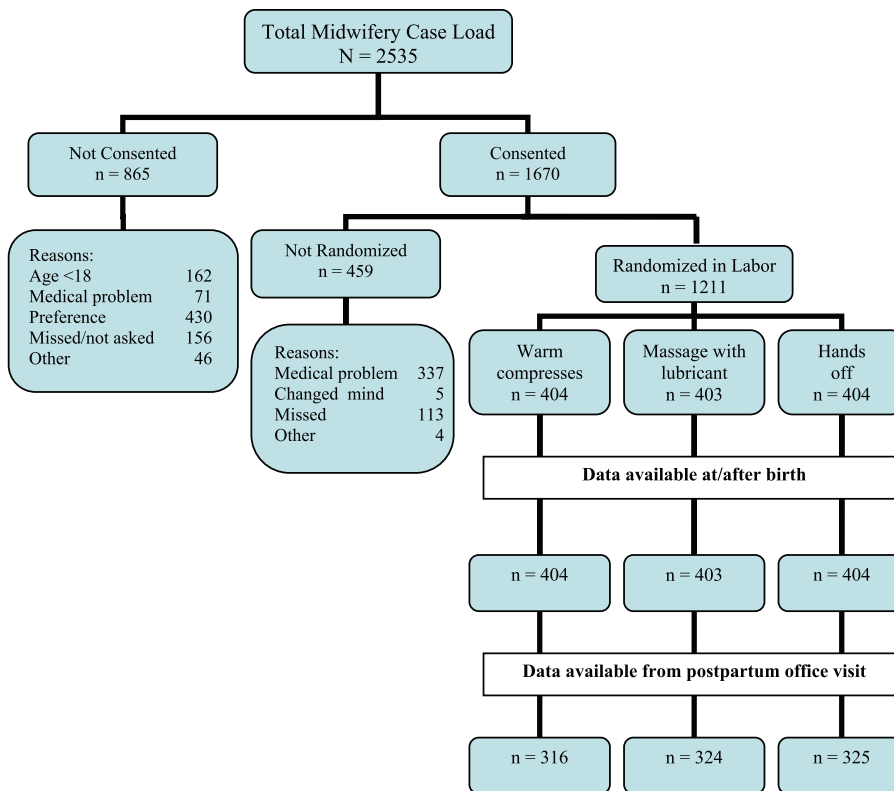 Total Midwifery Case Load
N = 2535
Not Consented
n = 865
Consented
n = 1670
Reasons:
Age <18 162
Medical problem 71
Preference 430
Missed/not asked 156
Other 46
Not Randomized
n = 459
Randomized in Labor
n = 1211
Reasons:
Medical problem 337
Changed mind 5
Missed 113
Other 4
Warm
compresses
n = 404
Massage with
lubricant
n = 403
Hands
off
n = 404
Data available at/after birth
n = 404
n = 403
n = 404
Data available from postpartum office visit
n = 316
n = 324
n = 325